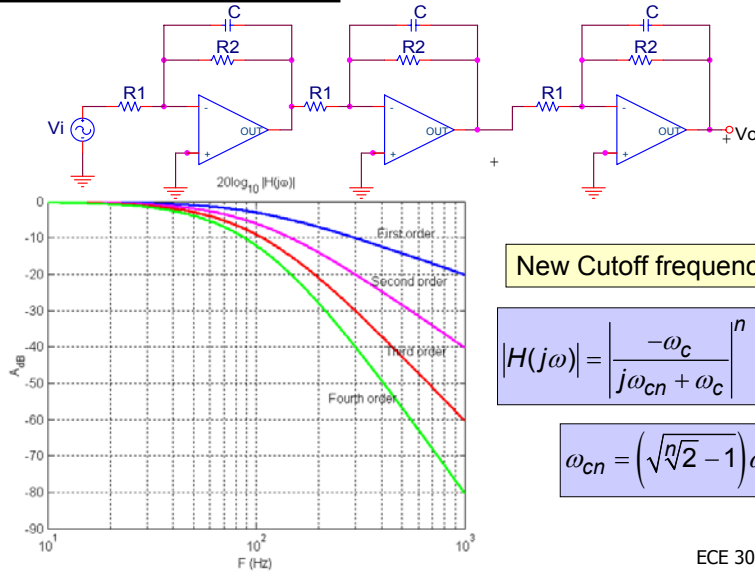 C C C
R2 R2 R2
R1 R1 R1
- - -
Vi OUT OUT OUT Vo
+ + + +
+
20log10 |H(jω)|
0
-10
-20
-30
-40
-50
-60
-70
-80
-90
AdB
First order
Second order
Third order
Fourth order
10^1 10^2 10^3
F (Hz)
New Cutoff frequenc
|H(jω)| = |-ωc / (jωcn + ωc)|^n
ωcn = (√(ⁿ√2 - 1))
ECE 30